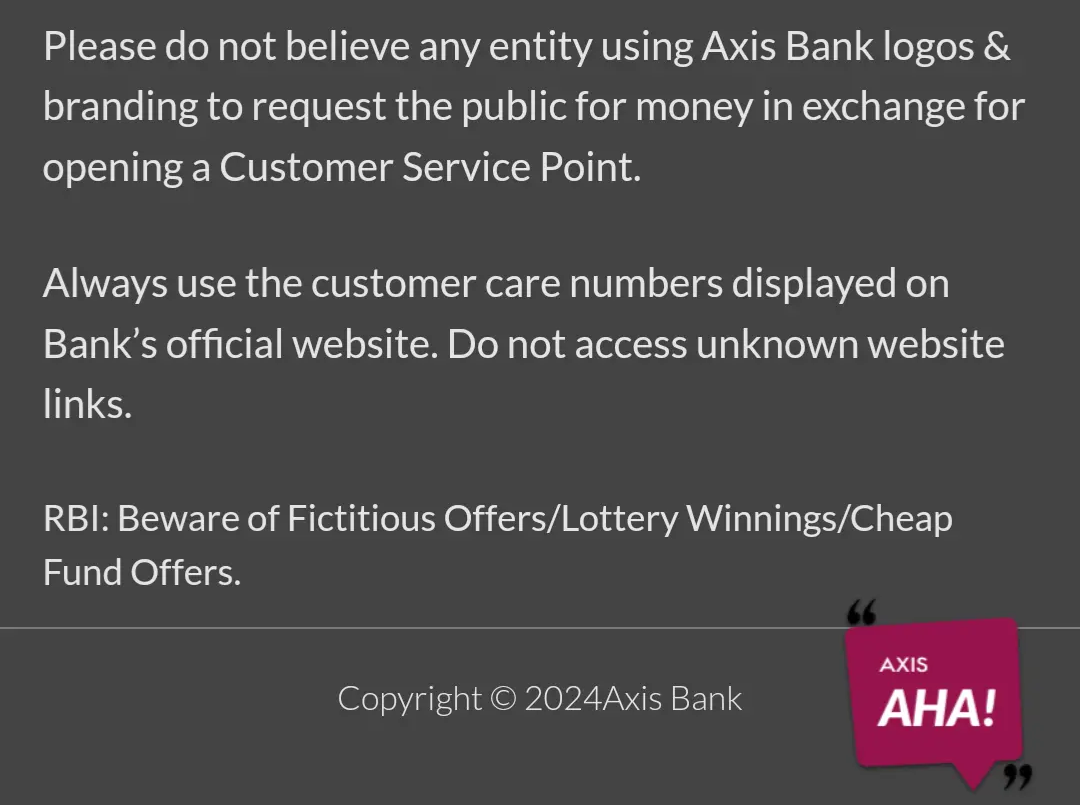 Please do not believe any entity using Axis Bank logos &
branding to request the public for money in exchange for
opening a Customer Service Point.
Always use the customer care numbers displayed on
Bank’s official website. Do not access unknown website
links.
RBI: Beware of Fictitious Offers/Lottery Winnings/Cheap
Fund Offers.
Copyright © 2024Axis Bank
“
AXIS
AHA!
”